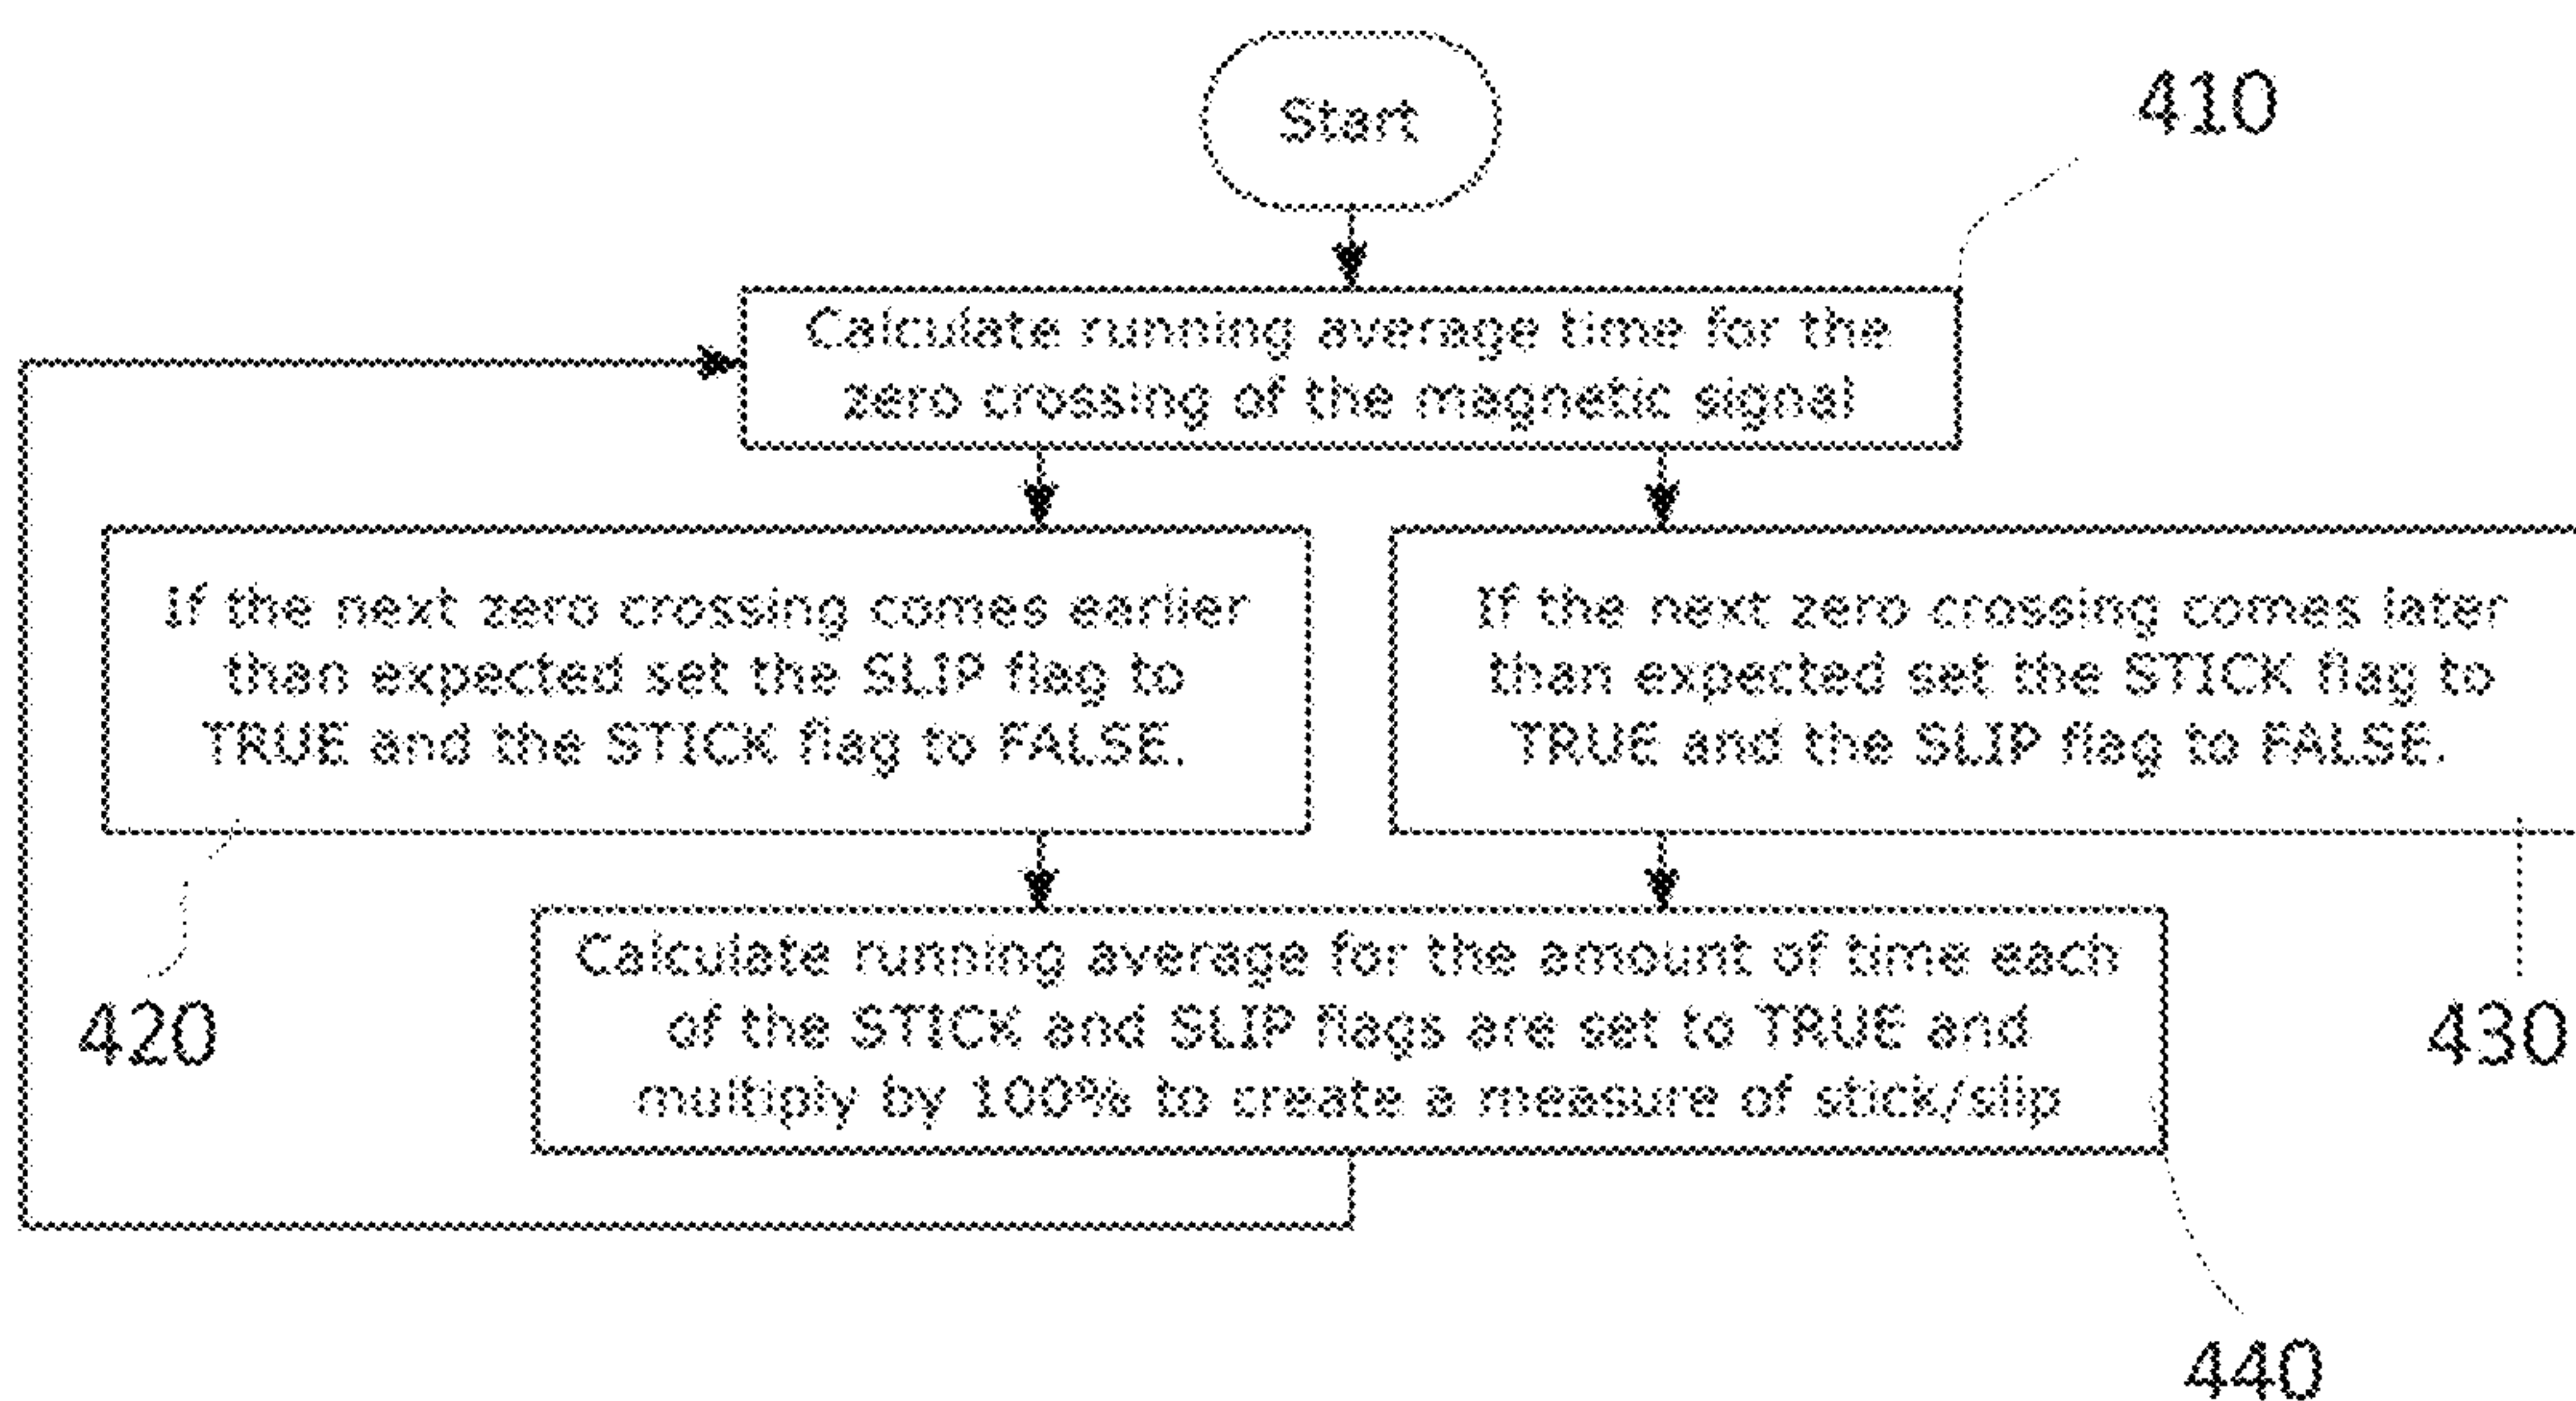 Start
410
Calculate running average time for the
zero crossing of the magnetic signal
If the next zero crossing comes earlier
than expected set the SLIP flag to
TRUE and the STICK flag to FALSE.
If the next zero crossing comes later
than expected set the STICK flag to
TRUE and the SLIP flag to FALSE.
420
430
Calculate running average for the amount of time each
of the STICK and SLIP flags are set to TRUE and
multiply by 100% to create a measure of stick/slip
440